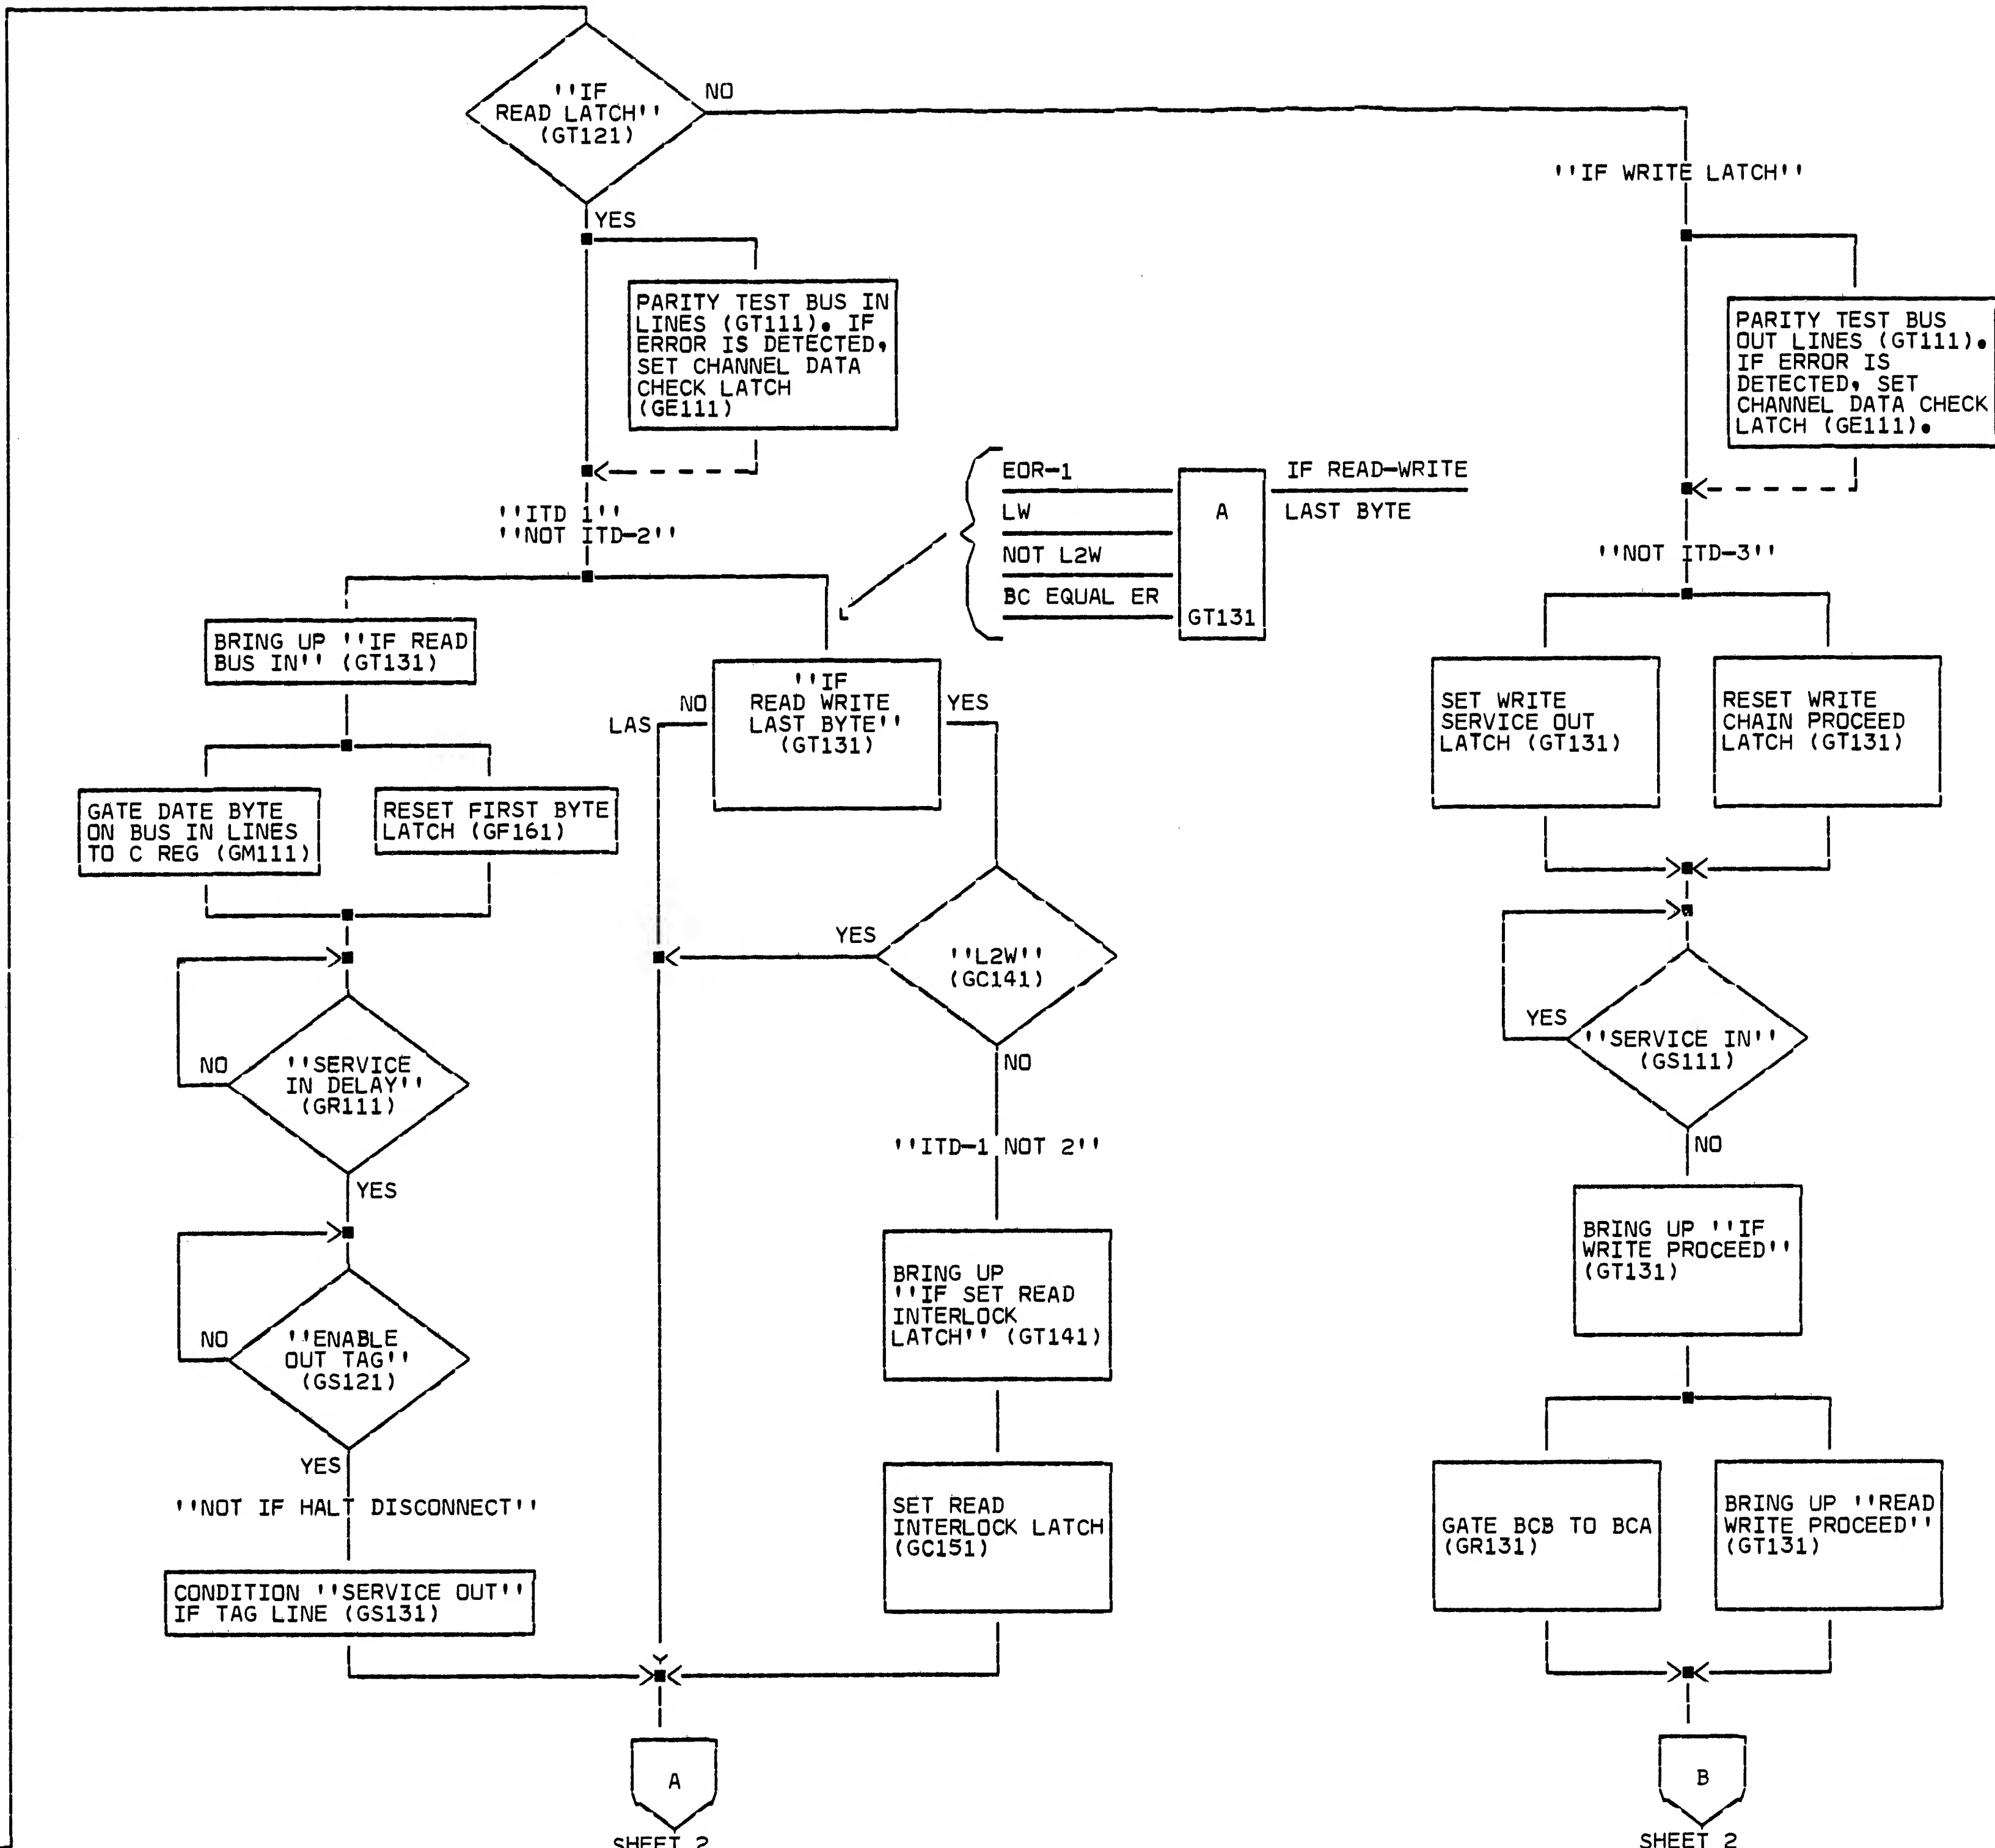 ''IF
READ LATCH''
(GT121)
NO
YES
''IF WRITE LATCH''
PARITY TEST BUS IN
LINES (GT111). IF
ERROR IS DETECTED,
SET CHANNEL DATA
CHECK LATCH
(GE111)
PARITY TEST BUS
OUT LINES (GT111).
IF ERROR IS
DETECTED, SET
CHANNEL DATA CHECK
LATCH (GE111).
''ITD 1''
''NOT ITD-2''
EOR-1
LW
NOT L2W
BC EQUAL ER
A
GT131
IF READ-WRITE
LAST BYTE
''NOT ITD-3''
BRING UP ''IF READ
BUS IN'' (GT131)
''IF
READ WRITE
LAST BYTE''
(GT131)
NO
LAS
YES
SET WRITE
SERVICE OUT
LATCH (GT131)
RESET WRITE
CHAIN PROCEED
LATCH (GT131)
GATE DATE BYTE
ON BUS IN LINES
TO C REG (GM111)
RESET FIRST BYTE
LATCH (GF161)
YES
''L2W''
(GC141)
NO
''SERVICE
IN DELAY''
(GR111)
NO
YES
YES
''SERVICE IN''
(GS111)
NO
''ITD-1 NOT 2''
BRING UP
''IF SET READ
INTERLOCK
LATCH'' (GT141)
BRING UP ''IF
WRITE PROCEED''
(GT131)
NO
''ENABLE
OUT TAG''
(GS121)
YES
''NOT IF HALT DISCONNECT''
SET READ
INTERLOCK LATCH
(GC151)
GATE BCB TO BCA
(GR131)
BRING UP ''READ
WRITE PROCEED''
(GT131)
CONDITION ''SERVICE OUT''
IF TAG LINE (GS131)
A
SHEET 2
B
SHEET 2